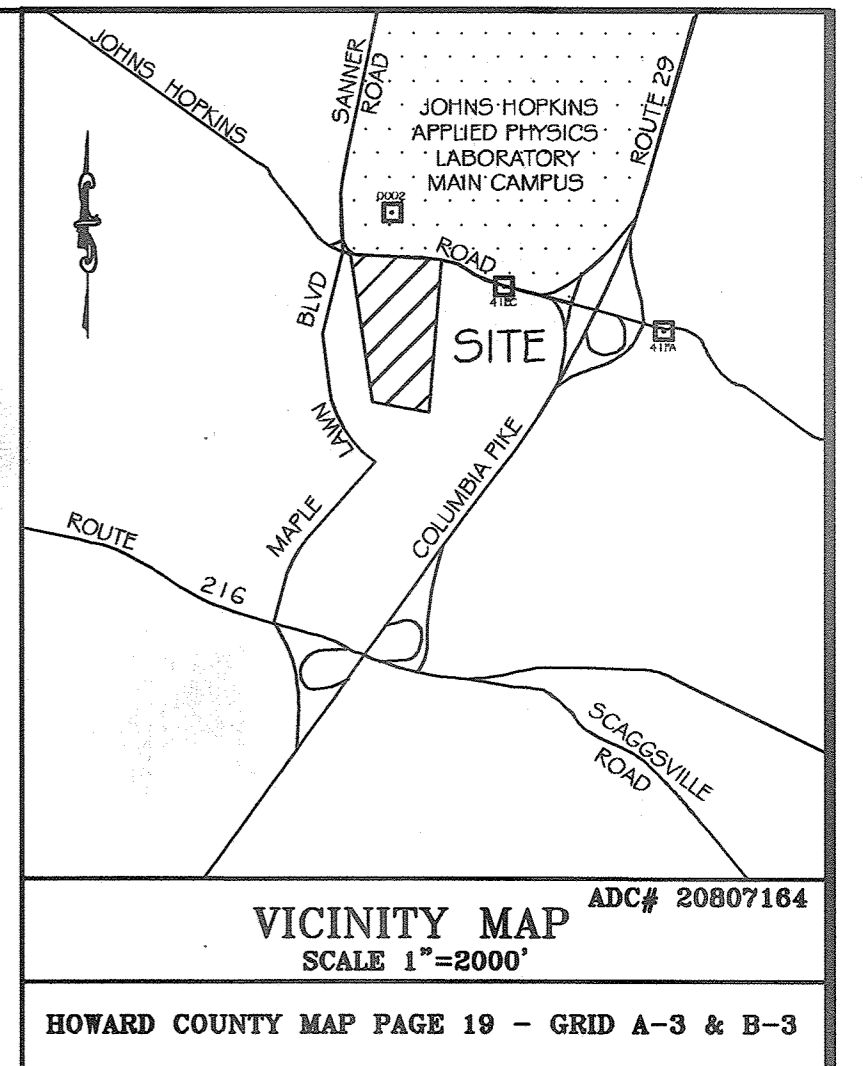 JOHNS HOPKINS
SANNER
ROAD
ROUTE 29
JOHNS HOPKINS
APPLIED PHYSICS
LABORATORY
MAIN CAMPUS
ROAD
BLVD
SITE
LAWN
MAPLE
COLUMBIA PIKE
ROUTE
216
SCAGGSVILLE
ROAD
ADC# 20807164
VICINITY MAP
SCALE 1"=2000'
HOWARD COUNTY MAP PAGE 19 - GRID A-3 & B-3